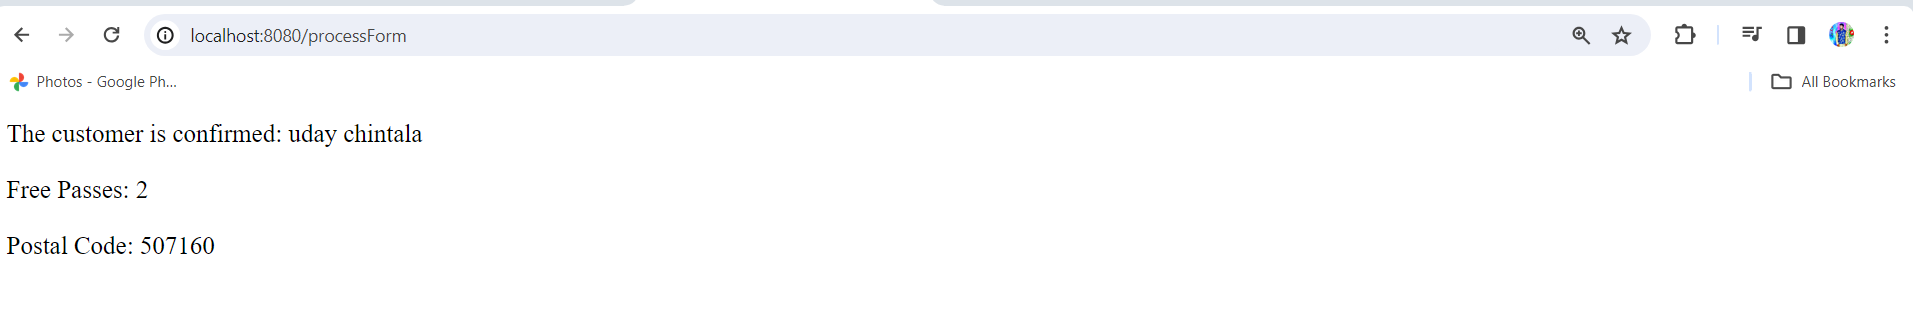 localhost:8080/processForm
Photos - Google Ph...
All Bookmarks
The customer is confirmed: uday chintala
Free Passes: 2
Postal Code: 507160